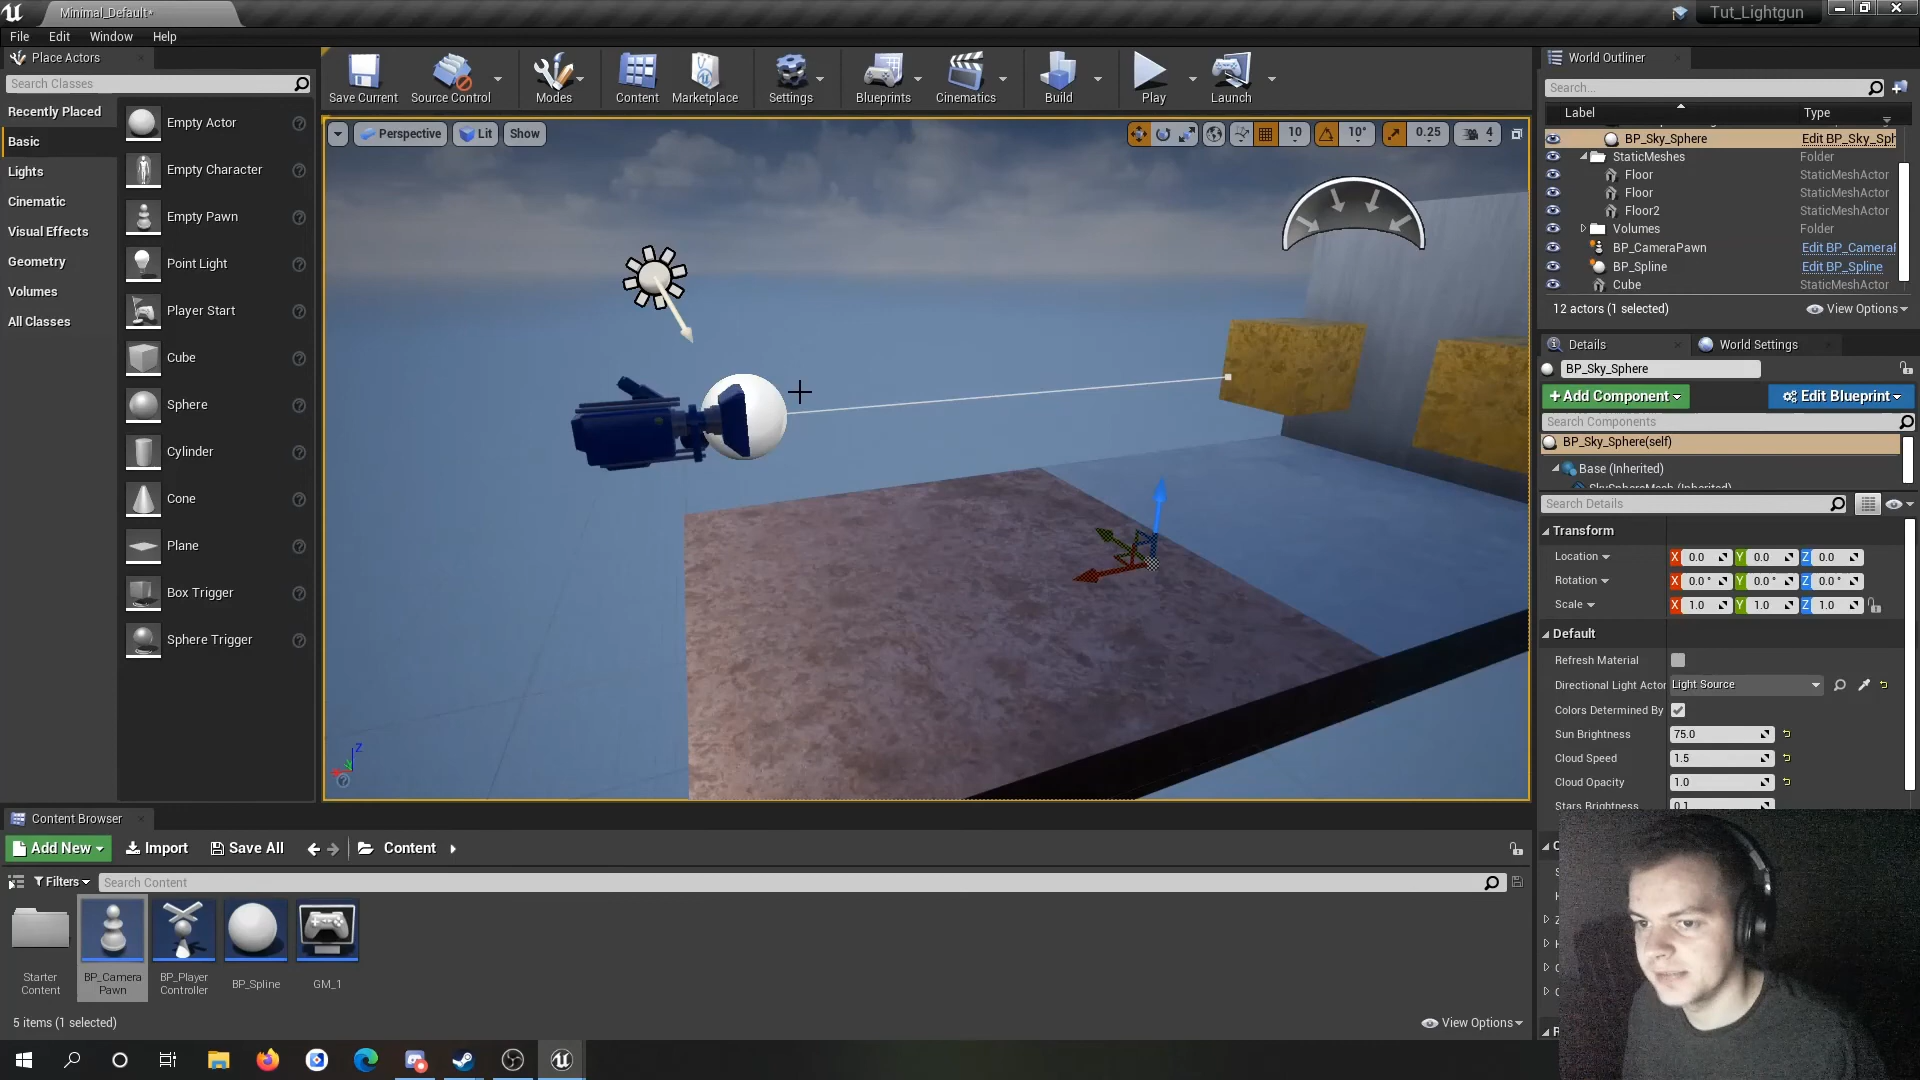 Minimal_Default*
Tut_Lightgun
File Edit Window Help
Place Actors
Search Classes
Recently Placed
Basic
Lights
Cinematic
Visual Effects
Geometry
Volumes
All Classes
Empty Actor
Empty Character
Empty Pawn
Point Light
Player Start
Cube
Sphere
Cylinder
Cone
Plane
Box Trigger
Sphere Trigger
Save Current
Source Control
Modes
Content
Marketplace
Settings
Blueprints
Cinematics
Build
Play
Launch
Perspective
Lit
Show
10
10°
0.25
4
Z
World Outliner
Search...
Label Type
BP_Sky_Sphere Edit BP_Sky_Sph
StaticMeshes Folder
Floor StaticMeshActor
Floor StaticMeshActor
Floor2 StaticMeshActor
Volumes Folder
BP_CameraPawn Edit BP_Camera
BP_Spline Edit BP_Spline
Cube StaticMeshActor
12 actors (1 selected) View Options
Details World Settings
BP_Sky_Sphere
+Add Component Edit Blueprint
Search Components
BP_Sky_Sphere(self)
Base (Inherited)
SkySphereMesh (Inherited)
Search Details
Transform
Location X 0.0 Y 0.0 Z 0.0
Rotation X 0.0 ° Y 0.0 ° Z 0.0 °
Scale X 1.0 Y 1.0 Z 1.0
Default
Refresh Material
Directional Light Actor Light Source
Colors Determined By
Sun Brightness 75.0
Cloud Speed 1.5
Cloud Opacity 1.0
Stars Brightness 0.1
Content Browser
Add New Import Save All Content
Filters Search Content
Starter
Content
BP_Camera
Pawn
BP_Player
Controller
BP_Spline
GM_1
5 items (1 selected) View Options